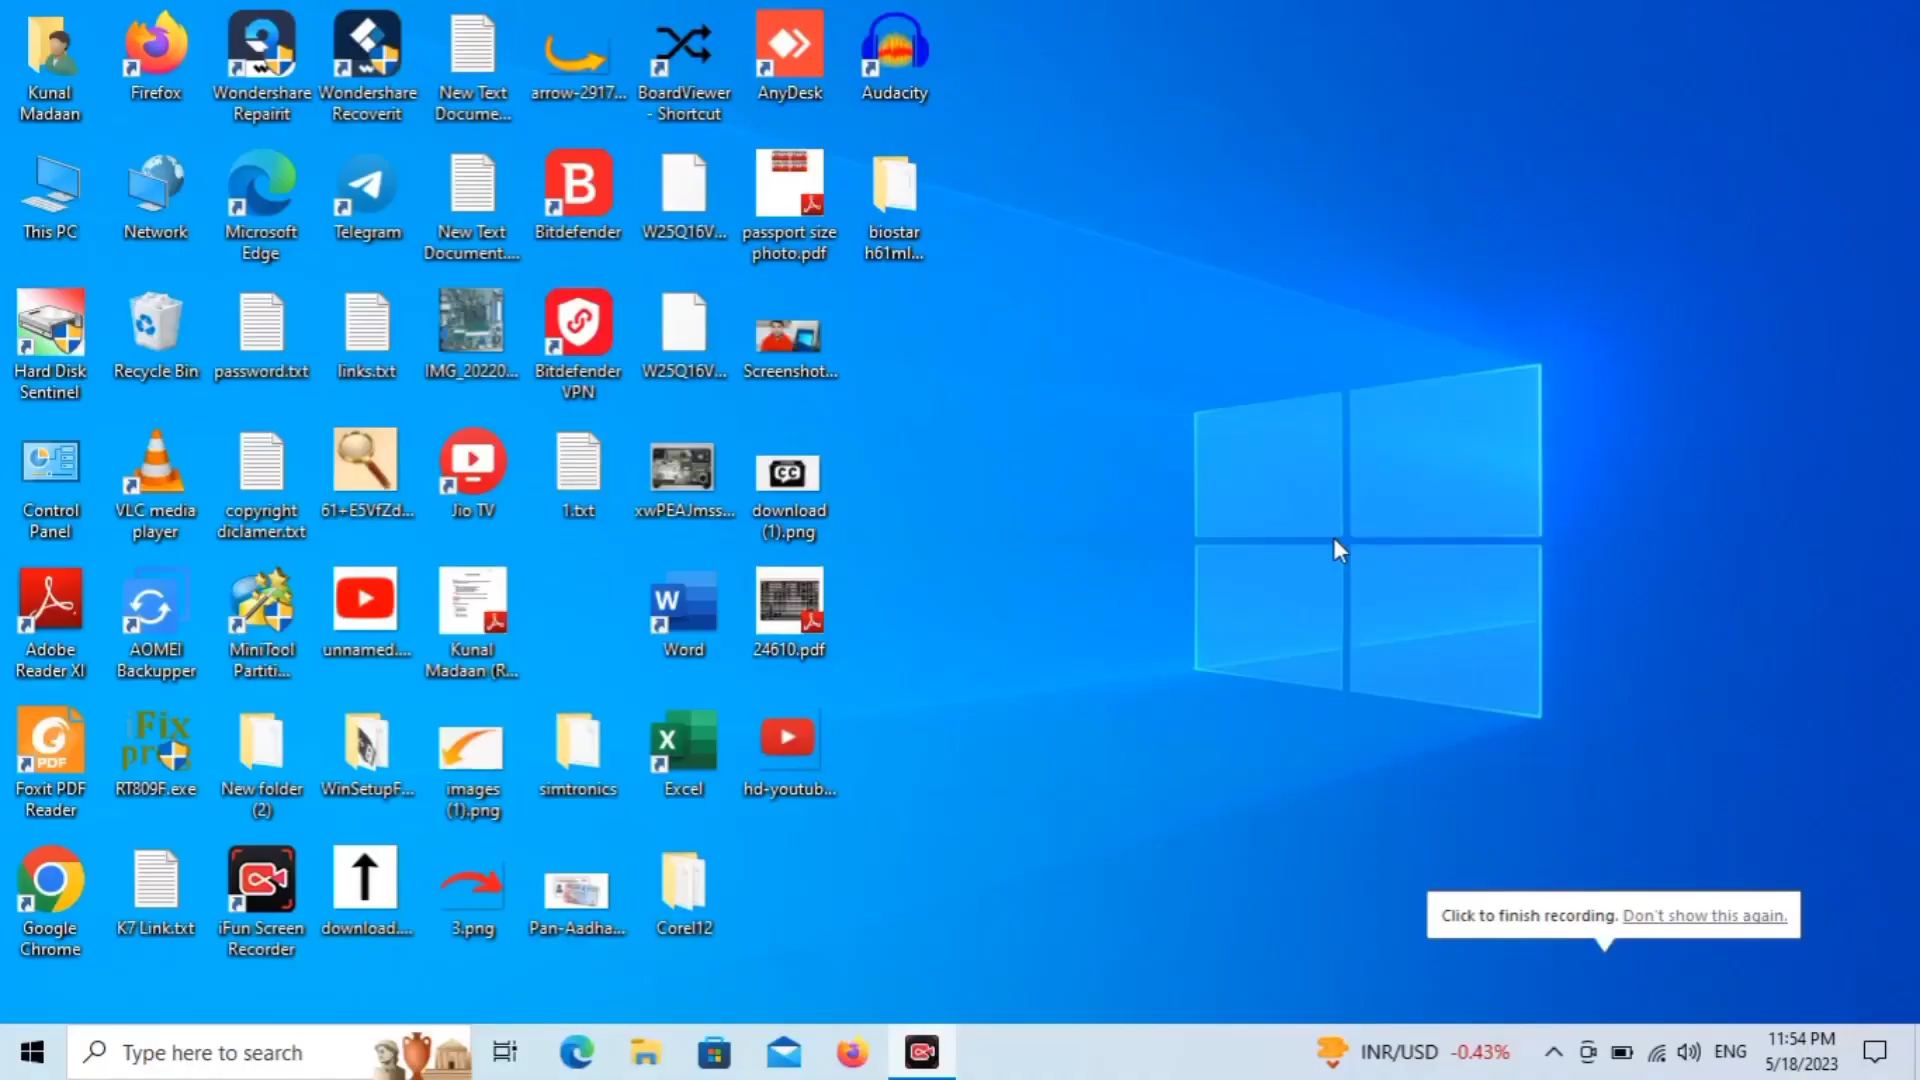 Kunal
Madaan
Firefox
Wondershare
Repairit
Wondershare
Recoverit
New Text
Docume...
arrow-2917...
BoardViewer
- Shortcut
AnyDesk
Audacity
This PC
Network
Microsoft
Edge
Telegram
New Text
Document....
Bitdefender
W25Q16V...
passport size
photo.pdf
biostar
h61ml...
Hard Disk
Sentinel
Recycle Bin
password.txt
links.txt
IMG_20220...
Bitdefender
VPN
W25Q16V...
Screenshot...
Control
Panel
VLC media
player
copyright
diclamer.txt
61+E5VfZd...
Jio TV
1.txt
xwPEAJmss...
CC
download
(1).png
Adobe
Reader XI
AOMEI
Backupper
MiniTool
Partiti...
unnamed....
Kunal
Madaan (R...
W
Word
24610.pdf
PDF
Foxit PDF
Reader
iFix
pr
RT809F.exe
New folder
(2)
WinSetupF...
images
(1).png
simtronics
X
Excel
hd-youtub...
Google
Chrome
K7 Link.txt
iFun Screen
Recorder
download....
3.png
Pan-Aadha...
Corel12
Click to finish recording. Don't show this again.
Type here to search
INR/USD -0.43%
ENG
11:54 PM
5/18/2023